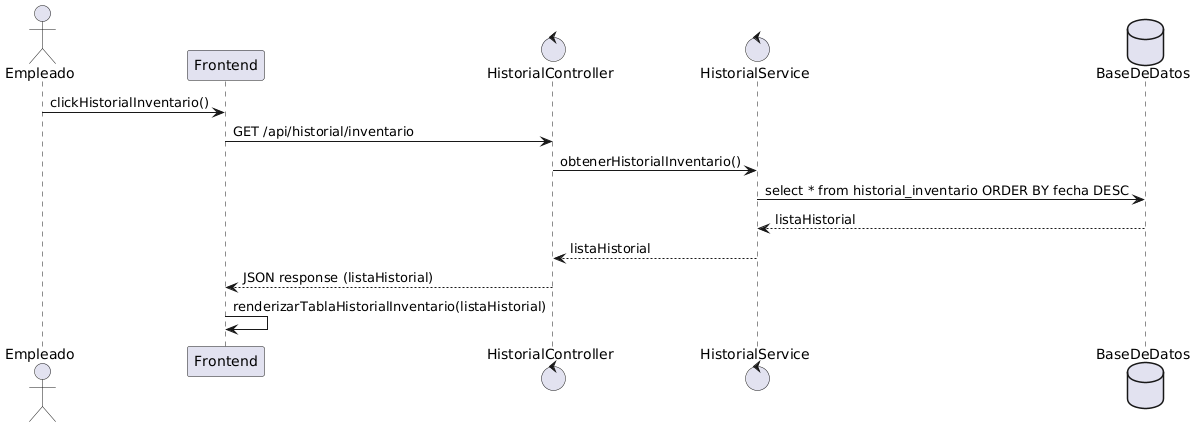 Empleado
Frontend
HistorialController
HistorialService
BaseDeDatos
clickHistorialInventario()
GET /api/historial/inventario
obtenerHistorialInventario()
select * from historial_inventario ORDER BY fecha DESC
listaHistorial
listaHistorial
JSON response (listaHistorial)
renderizarTablaHistorialInventario(listaHistorial)
Empleado
Frontend
HistorialController
HistorialService
BaseDeDatos